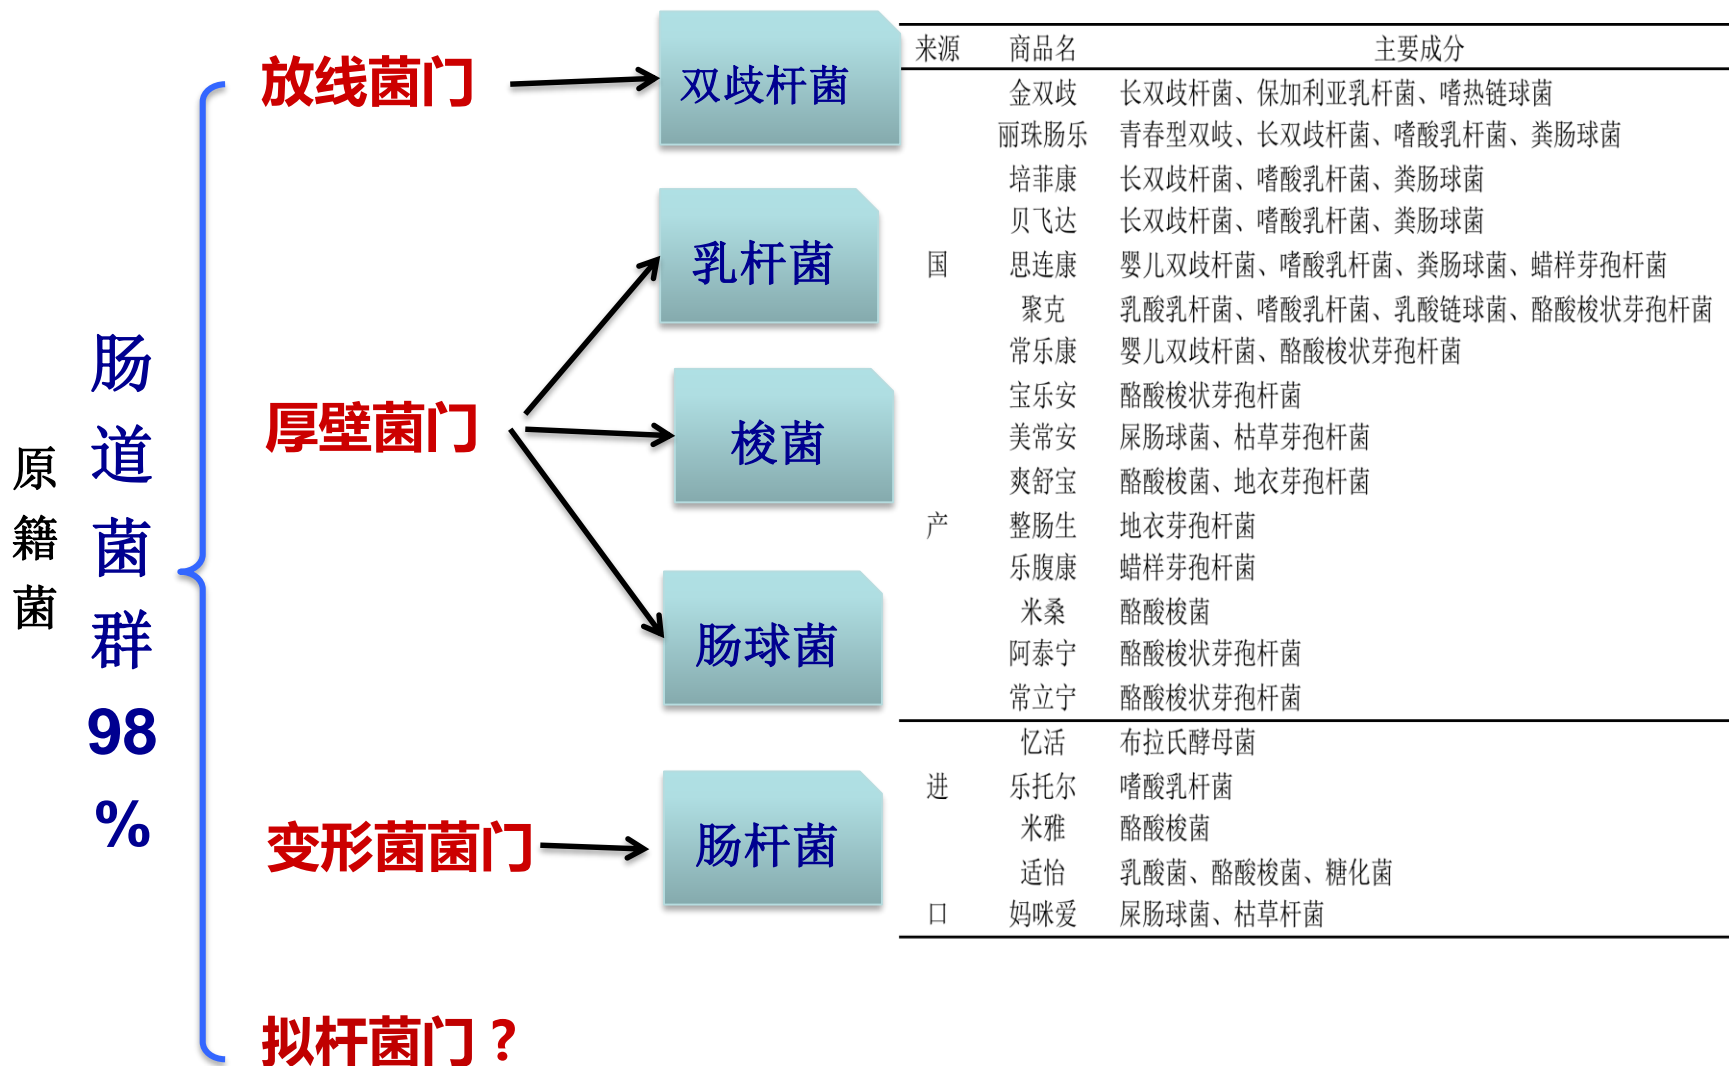 原籍菌
肠道菌群98%
放线菌门
厚壁菌门
变形菌菌门
拟杆菌门？
双歧杆菌
乳杆菌
梭菌
肠球菌
肠杆菌
来源 商品名 主要成分
金双歧 长双歧杆菌、保加利亚乳杆菌、嗜热链球菌
丽珠肠乐 青春型双岐、长双歧杆菌、嗜酸乳杆菌、粪肠球菌
培菲康 长双歧杆菌、嗜酸乳杆菌、粪肠球菌
贝飞达 长双歧杆菌、嗜酸乳杆菌、粪肠球菌
国 思连康 婴儿双歧杆菌、嗜酸乳杆菌、粪肠球菌、蜡样芽孢杆菌
聚克 乳酸乳杆菌、嗜酸乳杆菌、乳酸链球菌、酪酸梭状芽孢杆菌
常乐康 婴儿双歧杆菌、酪酸梭状芽孢杆菌
宝乐安 酪酸梭状芽孢杆菌
美常安 屎肠球菌、枯草芽孢杆菌
爽舒宝 酪酸梭菌、地衣芽孢杆菌
产 整肠生 地衣芽孢杆菌
乐腹康 蜡样芽孢杆菌
米桑 酪酸梭菌
阿泰宁 酪酸梭状芽孢杆菌
常立宁 酪酸梭状芽孢杆菌
忆活 布拉氏酵母菌
进 乐托尔 嗜酸乳杆菌
米雅 酪酸梭菌
适怡 乳酸菌、酪酸梭菌、糖化菌
口 妈咪爱 屎肠球菌、枯草杆菌